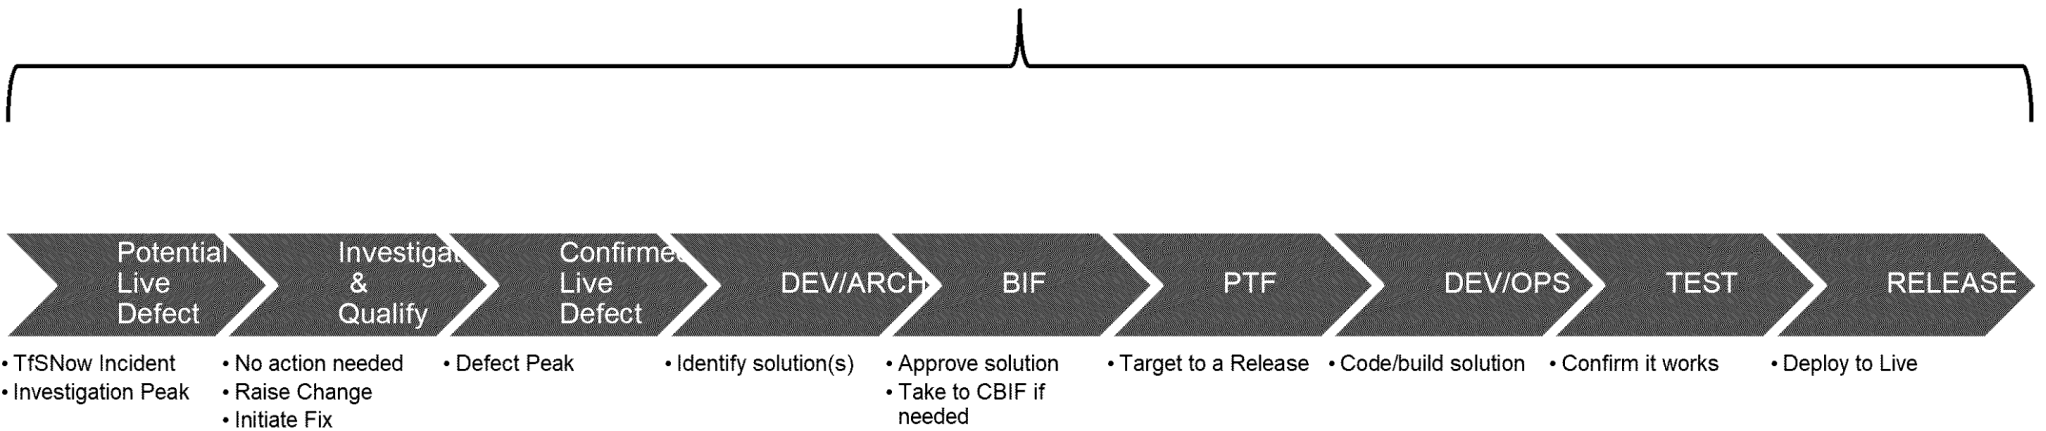 Potential
Live
Defect
Investigat
&
Qualify
Confirme
Live
Defect
DEV/ARCH
BIF
PTF
DEV/OPS
TEST
RELEASE
• TfSNow Incident
• Investigation Peak
• No action needed
• Raise Change
• Initiate Fix
• Defect Peak
• Identify solution(s)
• Approve solution
• Take to CBIF if
needed
• Target to a Release
• Code/build solution
• Confirm it works
• Deploy to Live